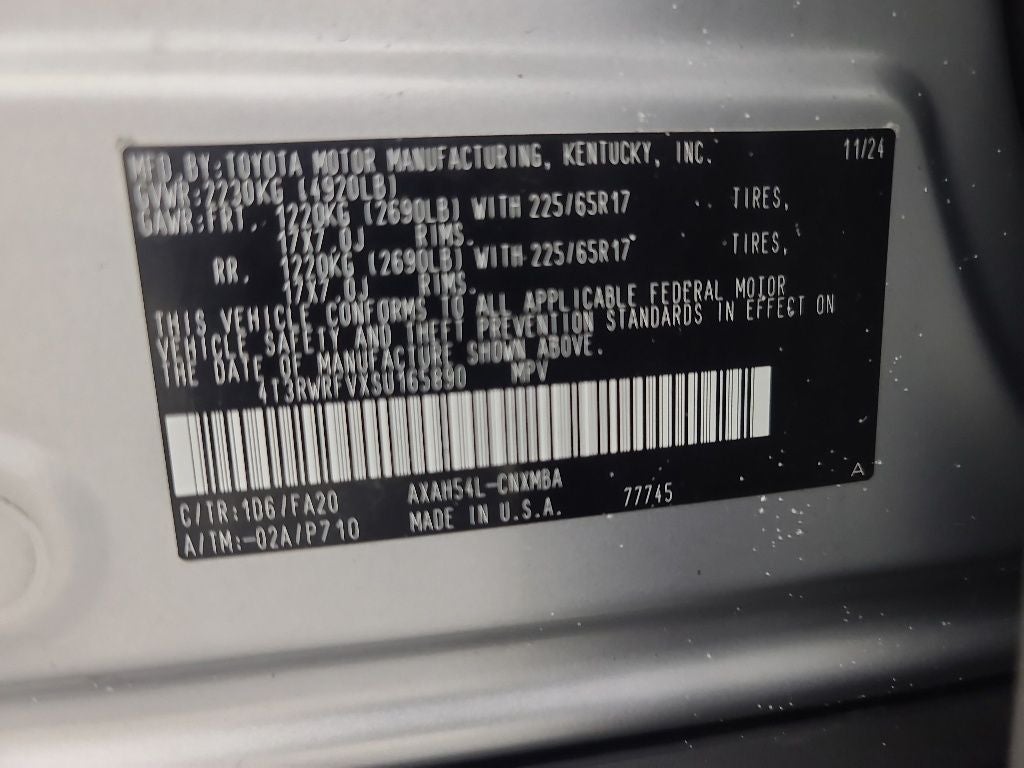 MFD.BY:TOYOTA MOTOR MANUFACTURING, KENTUCKY, INC. 11/24
GVWR:2230KG (4920LB)
GAWR:FRT. 1220KG (2690LB) WITH 225/65R17 TIRES,
17X7.0J RIMS.
RR. 1220KG (2690LB) WITH 225/65R17 TIRES,
17X7.0J RIMS.
THIS VEHICLE CONFORMS TO ALL APPLICABLE FEDERAL MOTOR
VEHICLE SAFETY AND THEFT PREVENTION STANDARDS IN EFFECT ON
THE DATE OF MANUFACTURE SHOWN ABOVE.
4T3RWRFVXSU165890 MPV
C/TR:1D6/FA20 AXAH54L-CNXMBA 77745 A
A/TM:-02A/P710 MADE IN U.S.A.